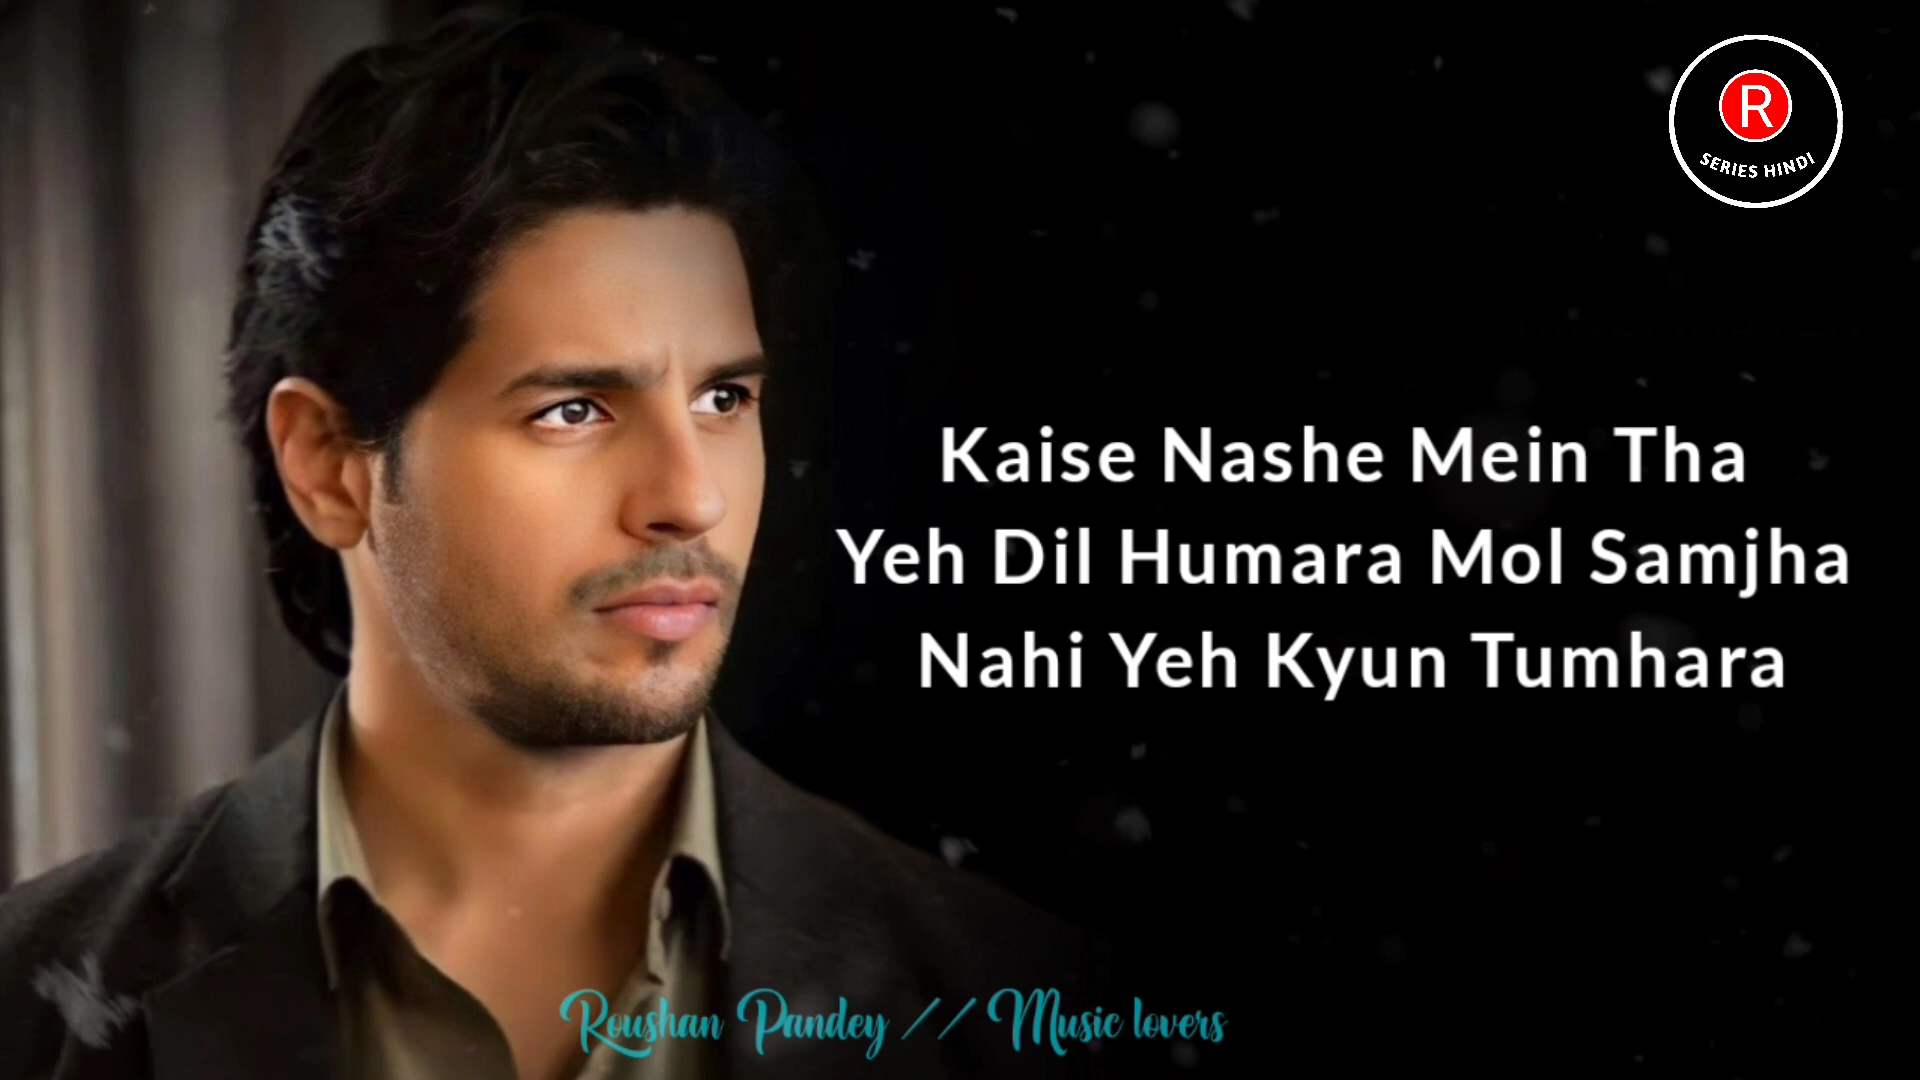 R
SERIES HINDI
Kaise Nashe Mein Tha
Yeh Dil Humara Mol Samjha
Nahi Yeh Kyun Tumhara
Roushan Pandey // Music lovers